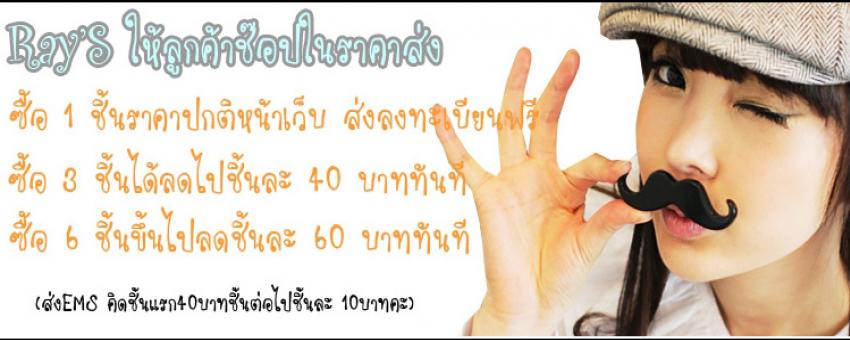 Ray'S ให้ลูกค้าช๊อปในราคาส่ง
ซื้อ 1 ชิ้นราคาปกติหน้าเว็บ ส่งลงทะเบียนฟรี
ซื้อ 3 ชิ้นได้ลดไปชิ้นละ 40 บาททันที
ซื้อ 6 ชิ้นขึ้นไปลดชิ้นละ 60 บาททันที
(ส่งEMS คิดชิ้นแรก40บาทชิ้นต่อไปชิ้นละ 10บาทคะ)